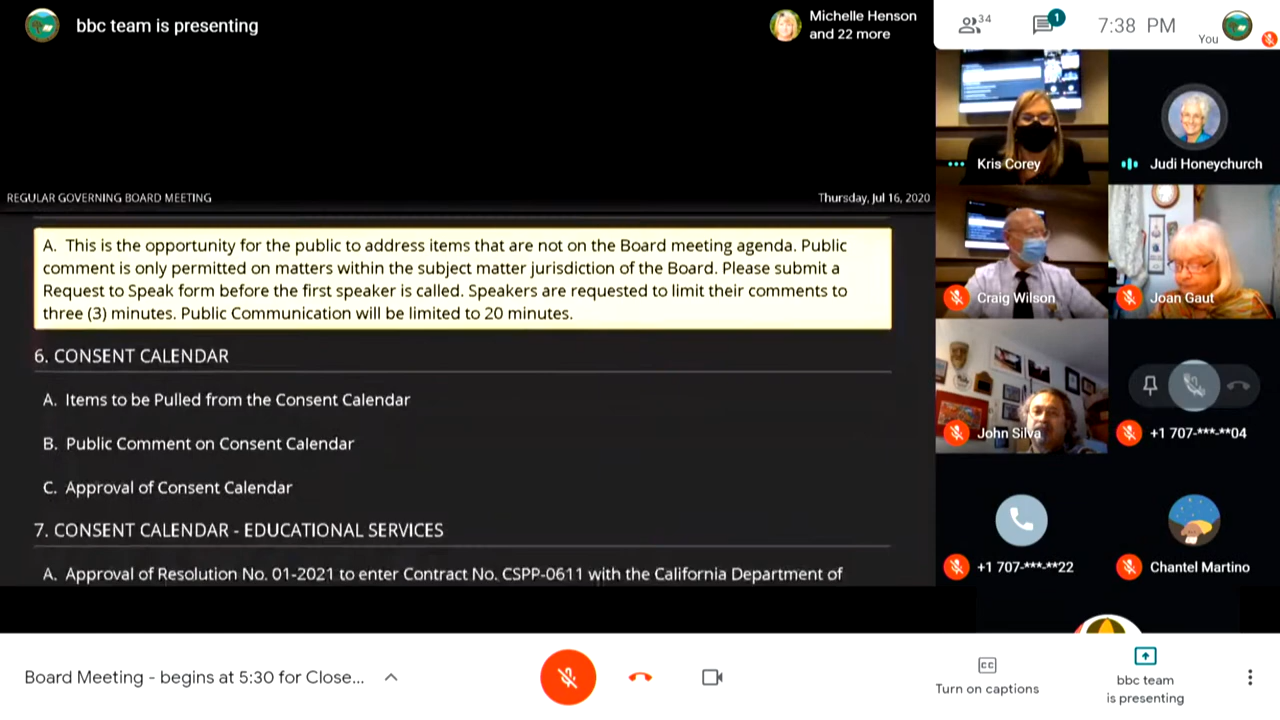 bbc team is presenting
Michelle Henson
and 22 more
34
1
7:38 PM
You
REGULAR GOVERNING BOARD MEETING
Thursday, Jul 16, 2020
A. This is the opportunity for the public to address items that are not on the Board meeting agenda. Public
comment is only permitted on matters within the subject matter jurisdiction of the Board. Please submit a
Request to Speak form before the first speaker is called. Speakers are requested to limit their comments to
three (3) minutes. Public Communication will be limited to 20 minutes.
6. CONSENT CALENDAR
A. Items to be Pulled from the Consent Calendar
B. Public Comment on Consent Calendar
C. Approval of Consent Calendar
7. CONSENT CALENDAR - EDUCATIONAL SERVICES
A. Approval of Resolution No. 01-2021 to enter Contract No. CSPP-0611 with the California Department of
Kris Corey
Judi Honeychurch
Craig Wilson
Joan Gaut
John Silva
+1 707-***-**04
+1 707-***-**22
Chantel Martino
Board Meeting - begins at 5:30 for Close...
CC
Turn on captions
bbc team
is presenting